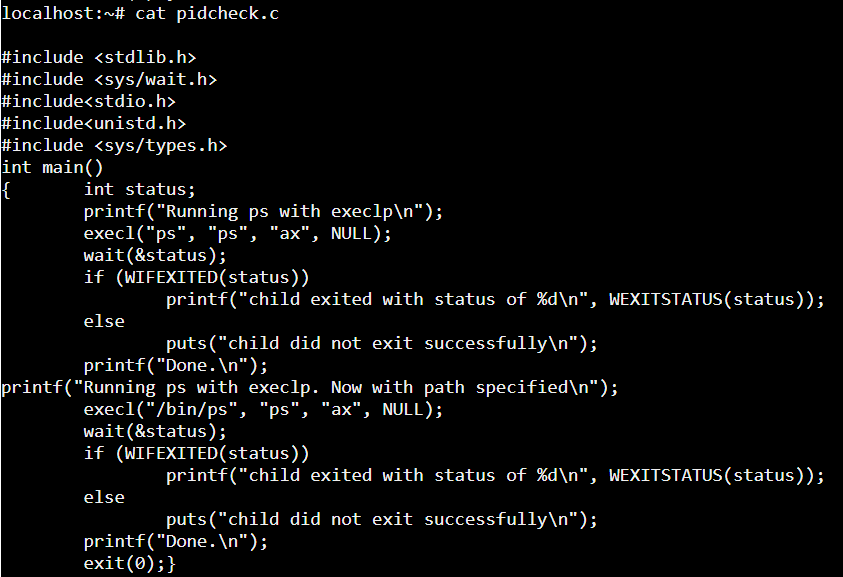 localhost:~# cat pidcheck.c

#include <stdlib.h>
#include <sys/wait.h>
#include<stdio.h>
#include<unistd.h>
#include <sys/types.h>
int main()
{       int status;
        printf("Running ps with execlp\n");
        execl("ps", "ps", "ax", NULL);
        wait(&status);
        if (WIFEXITED(status))
                printf("child exited with status of %d\n", WEXITSTATUS(status));
        else
                puts("child did not exit successfully\n");
        printf("Done.\n");
printf("Running ps with execlp. Now with path specified\n");
        execl("/bin/ps", "ps", "ax", NULL);
        wait(&status);
        if (WIFEXITED(status))
                printf("child exited with status of %d\n", WEXITSTATUS(status));
        else
                puts("child did not exit successfully\n");
        printf("Done.\n");
        exit(0);}